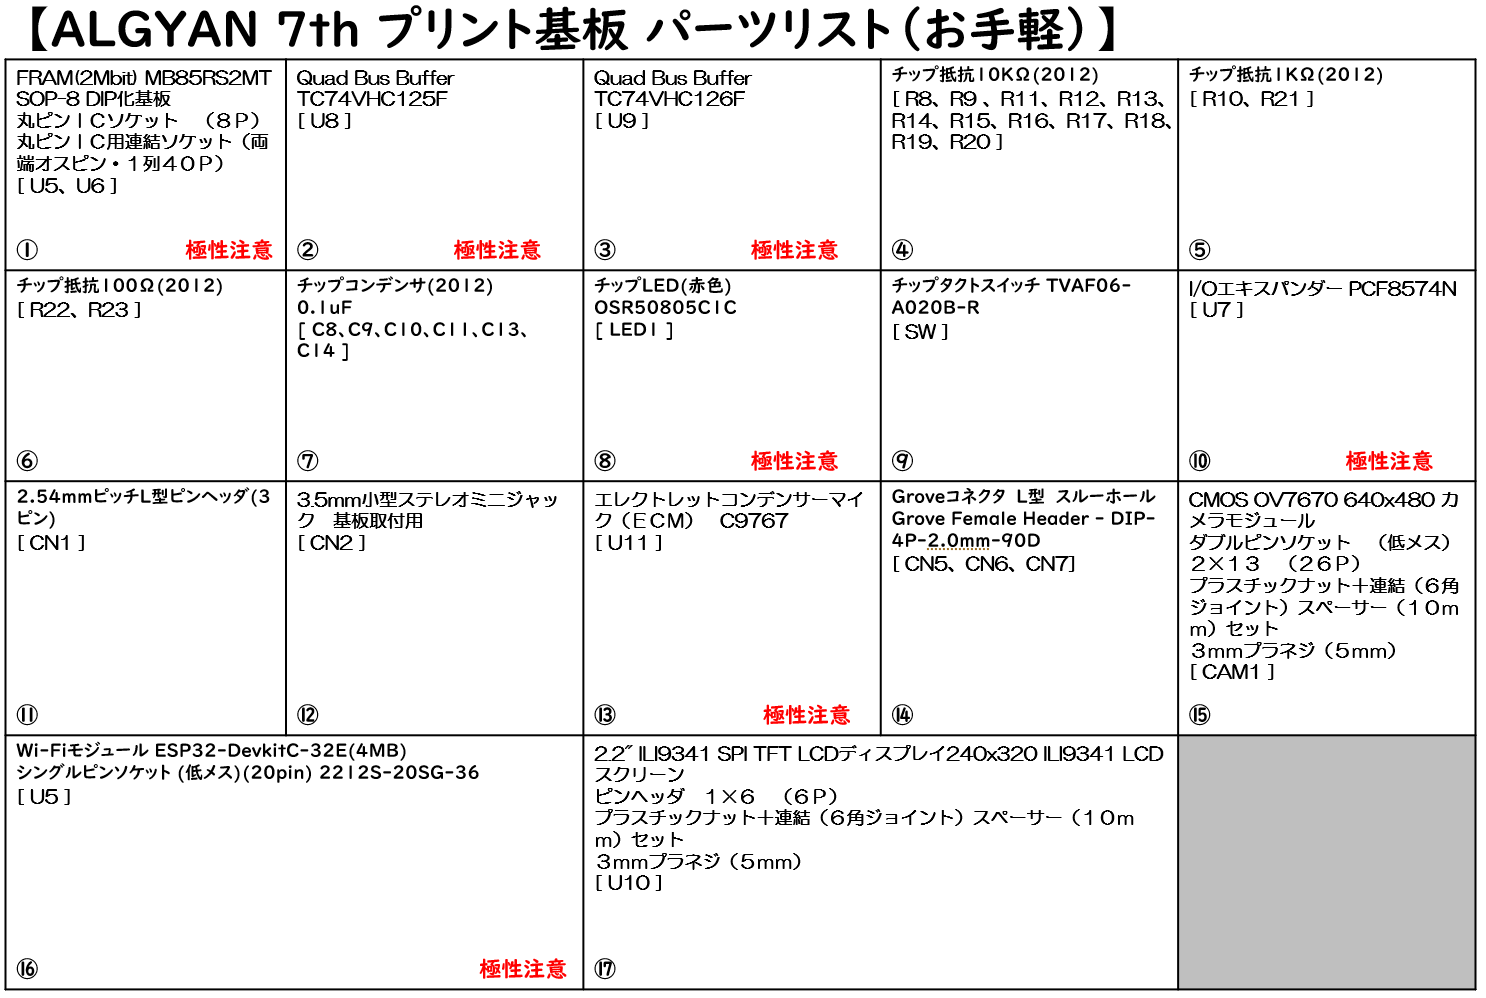 【ALGYAN 7th プリント基板 パーツリスト（お手軽）】
FRAM(2Mbit) MB85RS2MT
SOP-8 DIP化基板
丸ピンＩＣソケット　（８Ｐ）
丸ピンＩＣ用連結ソケット（両
端オスピン・１列４０Ｐ）
[ U5、U6 ]
① 極性注意
Quad Bus Buffer
TC74VHC125F
[ U8 ]
② 極性注意
Quad Bus Buffer
TC74VHC126F
[ U9 ]
③ 極性注意
チップ抵抗10KΩ(2012)
[ R8、R9 、R11、R12、R13、
R14、R15、R16、R17、R18、
R19、R20 ]
④
チップ抵抗1KΩ(2012)
[ R10、R21 ]
⑤
チップ抵抗100Ω(2012)
[ R22、R23 ]
⑥
チップコンデンサ(2012)
0.1uF
[ C8、C9、C10、C11、C13、
C14 ]
⑦
チップLED(赤色)
OSR50805C1C
[ LED1 ]
⑧ 極性注意
チップタクトスイッチ TVAF06-
A020B-R
[ SW ]
⑨
I/Oエキスパンダー PCF8574N
[ U7 ]
⑩ 極性注意
2.54mmピッチL型ピンヘッダ(3
ピン)
[ CN1 ]
⑪
3.5mm小型ステレオミニジャッ
ク　基板取付用
[ CN2 ]
⑫
エレクトレットコンデンサーマイ
ク（ＥＣＭ）　C9767
[ U11 ]
⑬ 極性注意
Groveコネクタ L型 スルーホール
Grove Female Header - DIP-
4P-2.0mm-90D
[ CN5、CN6、CN7]
⑭
CMOS OV7670 640x480 カ
メラモジュール
ダブルピンソケット　（低メス）
２×１３　（２６Ｐ）
プラスチックナット＋連結（６角
ジョイント）スペーサー（１０ｍ
ｍ）セット
３ｍｍプラネジ（５ｍｍ）
[ CAM1 ]
⑮
Wi-Fiモジュール ESP32-DevkitC-32E(4MB)
シングルピンソケット (低メス)(20pin) 2212S-20SG-36
[ U5 ]
⑯ 極性注意
2.2" ILI9341 SPI TFT LCDディスプレイ240x320 ILI9341 LCD
スクリーン
ピンヘッダ　１×６　（６Ｐ）
プラスチックナット＋連結（６角ジョイント）スペーサー（１０ｍ
ｍ）セット
３ｍｍプラネジ（５ｍｍ）
[ U10 ]
⑰